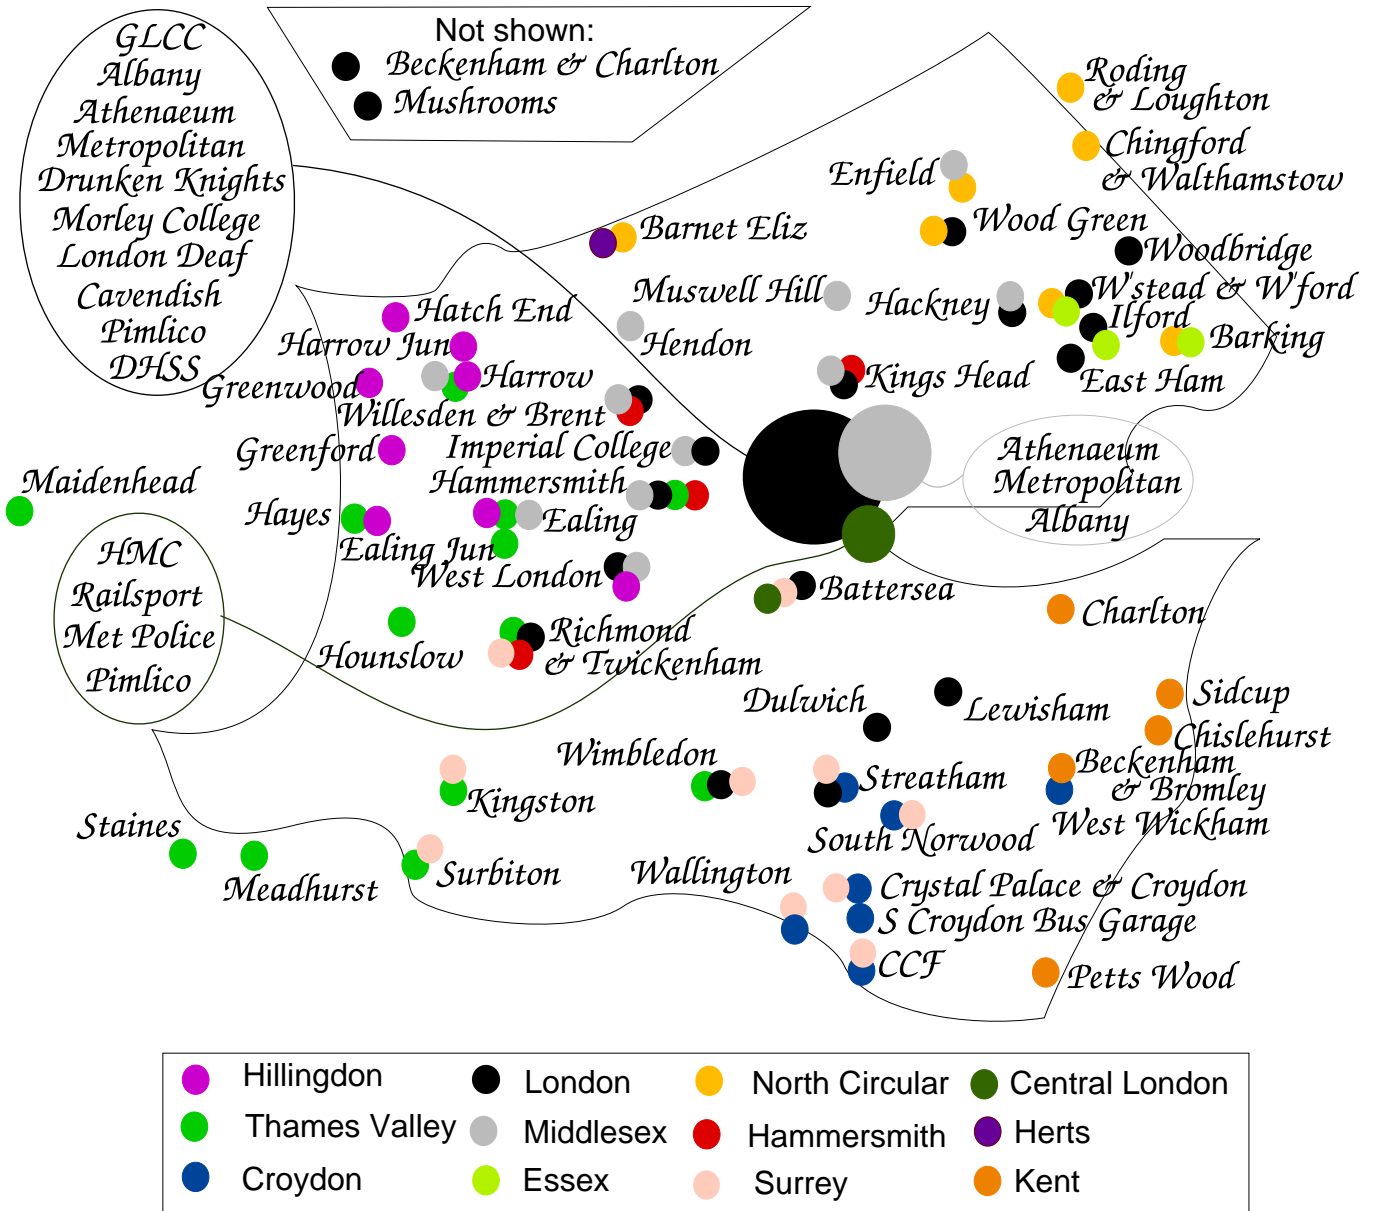 GLCC
Albany
Athenaeum
Metropolitan
Drunken Knights
Morley College
London Deaf
Cavendish
Pimlico
DHSS
Not shown:
Beckenham & Charlton
Mushrooms
Roding
& Loughton
Chingford
& Walthamstow
Enfield
Wood Green
Barnet Eliz
Woodbridge
Muswell Hill
Hackney
W'stead & W'ford
Ilford
Barking
East Ham
Hatch End
Harrow Jun
Hendon
Greenwood
Harrow
Kings Head
Willesden & Brent
Greenford
Imperial College
Athenaeum
Metropolitan
Albany
Maidenhead
Hammersmith
Hayes
Ealing
Ealing Jun
West London
HMC
Railsport
Met Police
Pimlico
Battersea
Charlton
Hounslow
Richmond
& Twickenham
Dulwich
Lewisham
Sidcup
Chislehurst
Wimbledon
Beckenham
& Bromley
West Wickham
Streatham
Kingston
South Norwood
Staines
Meadhurst
Surbiton
Wallington
Crystal Palace & Croydon
S Croydon Bus Garage
CCF
Petts Wood
Hillingdon
London
North Circular
Central London
Thames Valley
Middlesex
Hammersmith
Herts
Croydon
Essex
Surrey
Kent